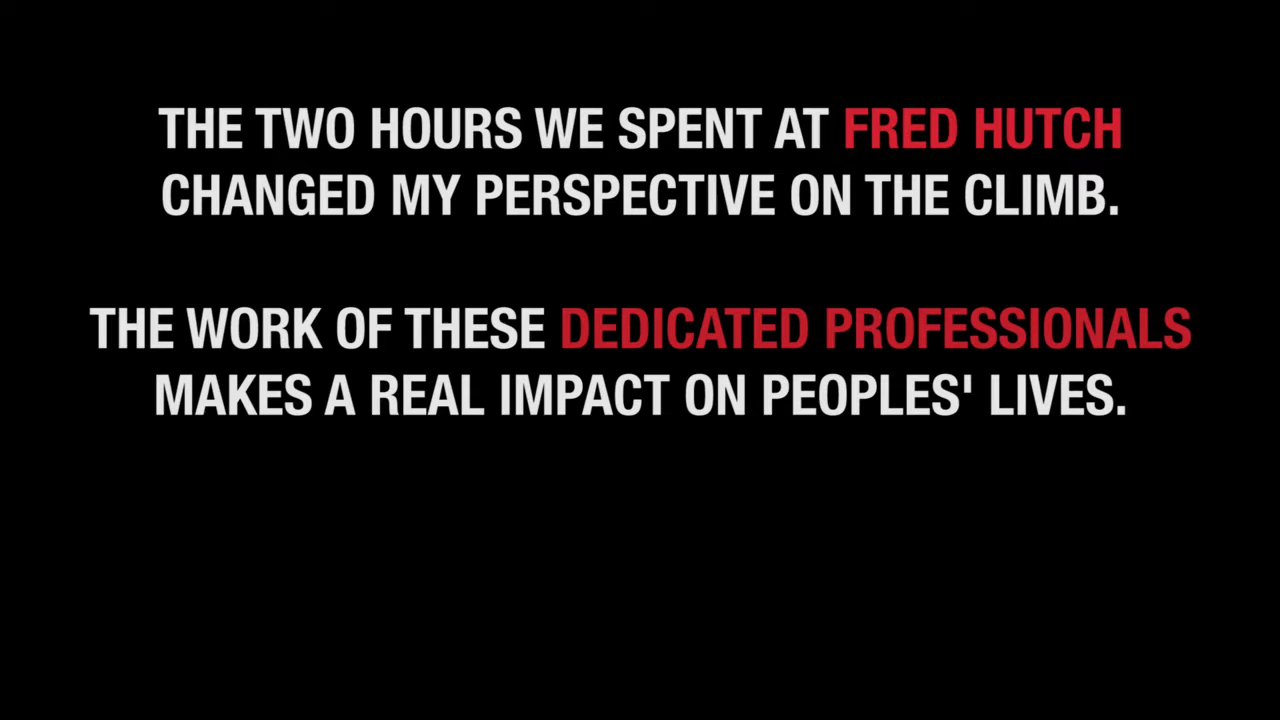 THE TWO HOURS WE SPENT AT FRED HUTCH
CHANGED MY PERSPECTIVE ON THE CLIMB.
THE WORK OF THESE DEDICATED PROFESSIONALS
MAKES A REAL IMPACT ON PEOPLES' LIVES.